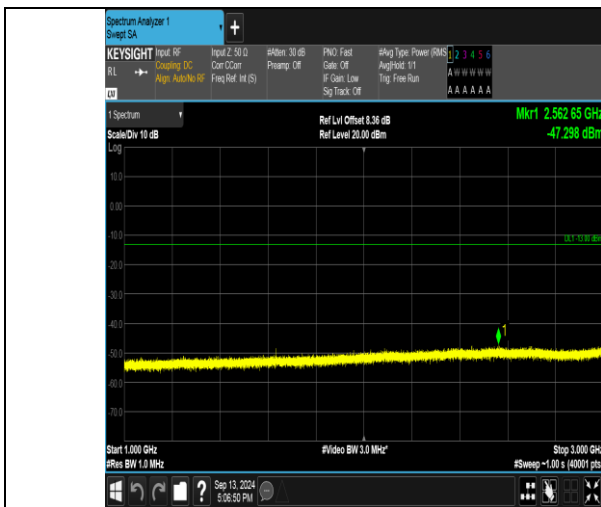 Spectrum Analyzer 1
Swept SA
+
KEYSIGHT Input: RF Input Z: 50 Ω #Atten: 30 dB PNO: Fast #Avg Type: Power (RMS 1 2 3 4 5 6
RL Coupling: DC Corr CCorr Preamp: Off Gate: Off Avg|Hold: 1/1 A W W W W W
Align: Auto/No RF Freq Ref: Int (S) IF Gain: Low Trig: Free Run
Sig Track: Off A A A A A A
1 Spectrum Ref Lvl Offset 8.36 dB Mkr1 2.562 65 GHz
Scale/Div 10 dB Ref Level 20.00 dBm -47.298 dBm
Log
10.0
0.00
-10.0
DL1 -13.00 dBm
-20.0
-30.0
-40.0
1
-50.0
-60.0
-70.0
Start 1.000 GHz #Video BW 3.0 MHz* Stop 3.000 GHz
#Res BW 1.0 MHz #Sweep ~1.00 s (40001 pts
? Sep 13, 2024
5:06:50 PM